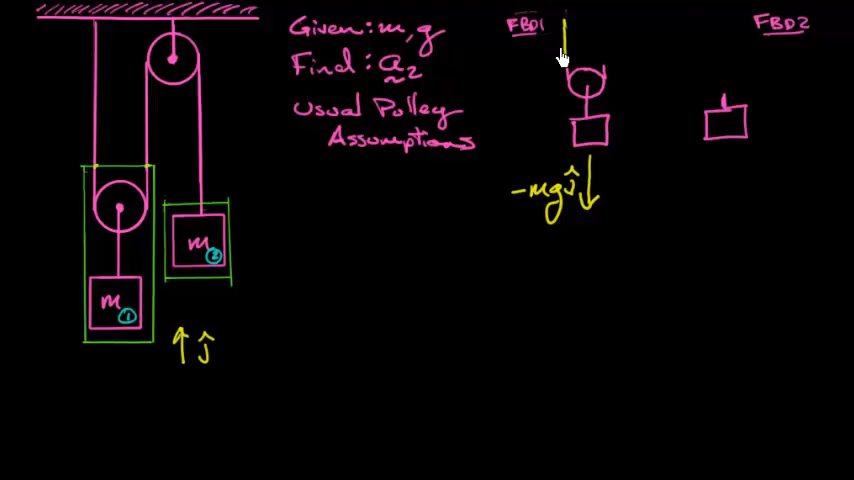 Given: m, g
Find: a2
Usual Pulley
Assumptions
FBD1
FBD2
-mgĵ
m ②
m ①
ĵ